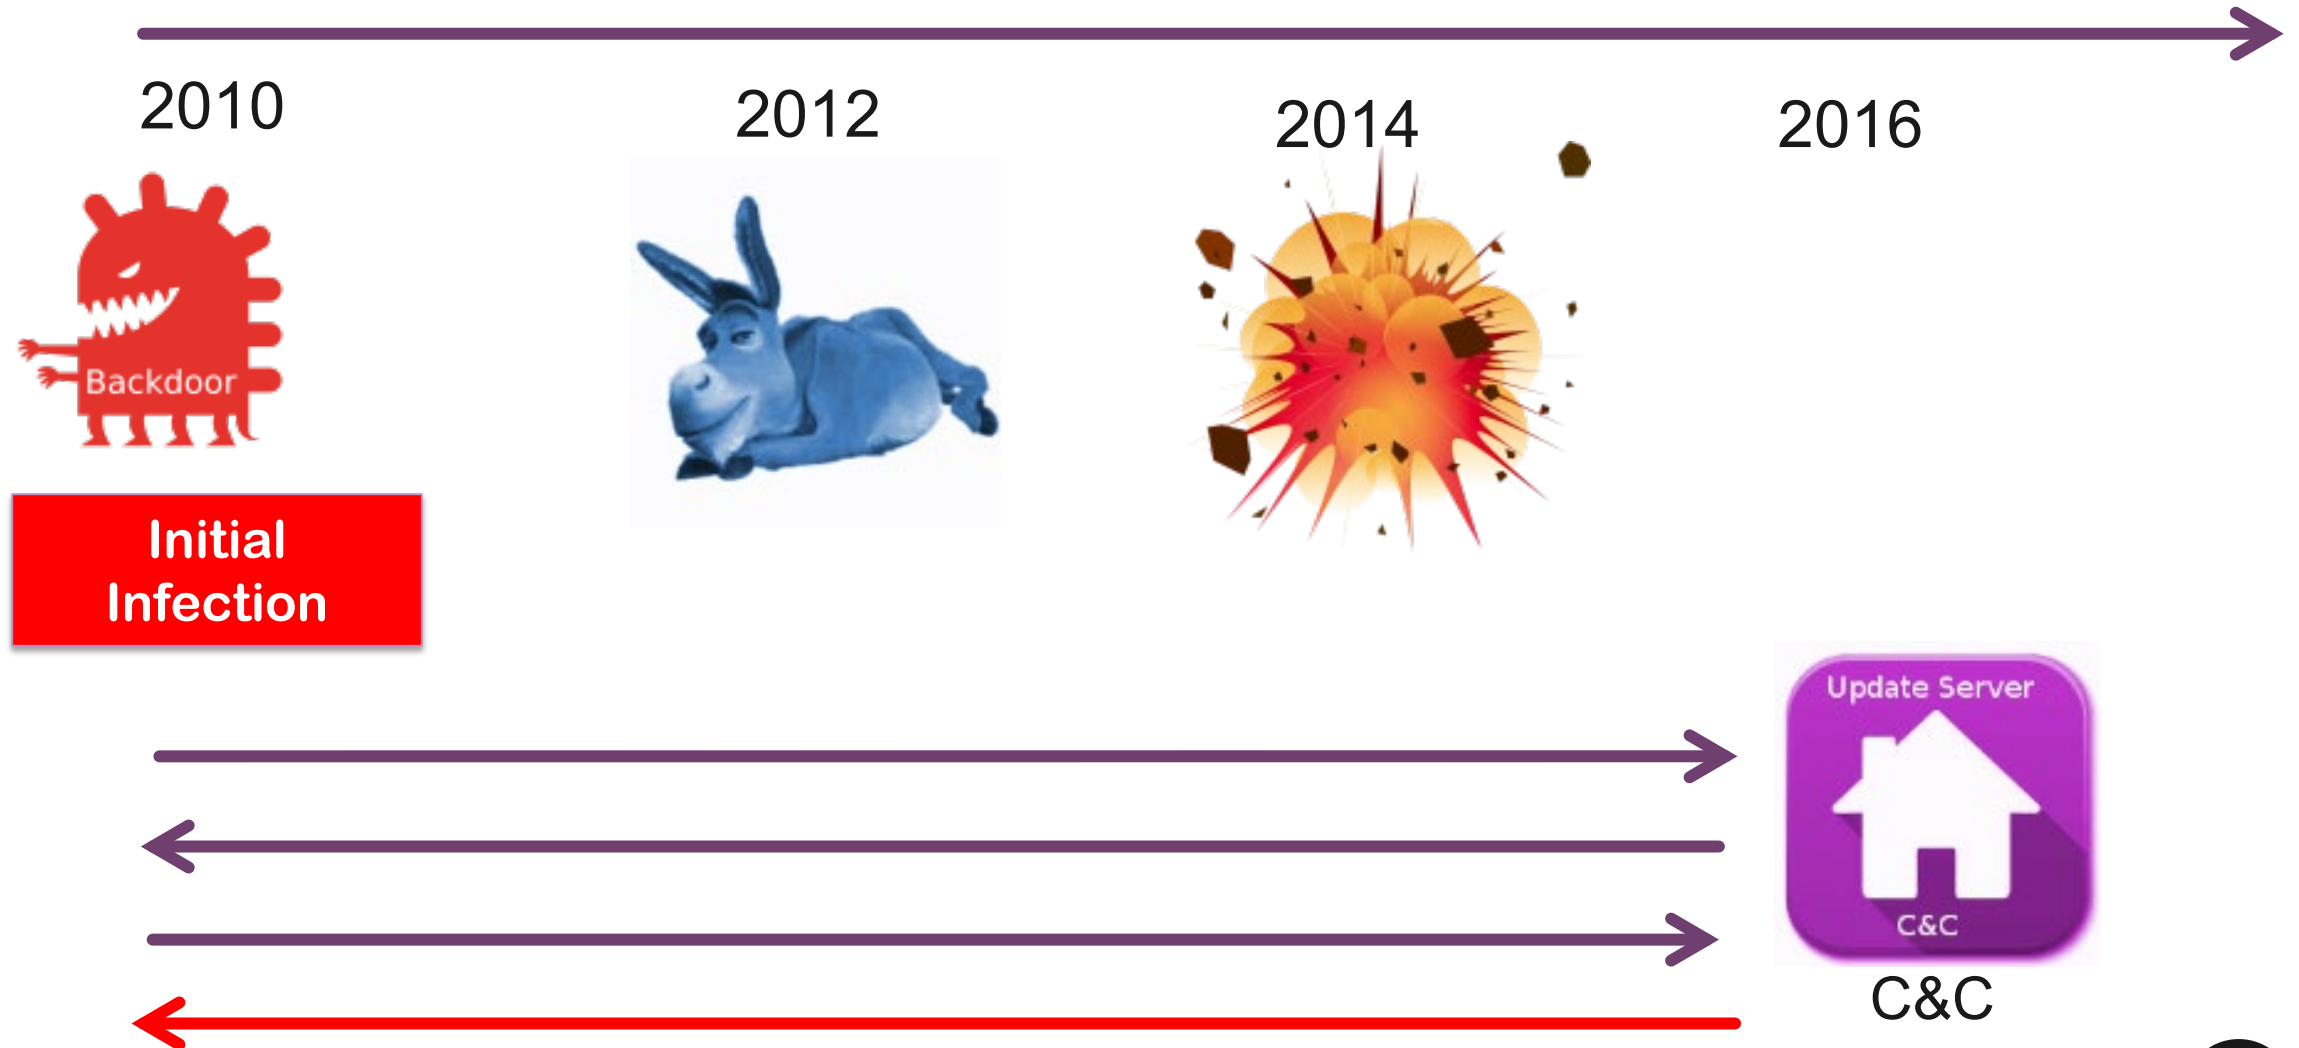 2010
2012
2014
2016
Backdoor
Initial
Infection
Update Server
C&C
C&C